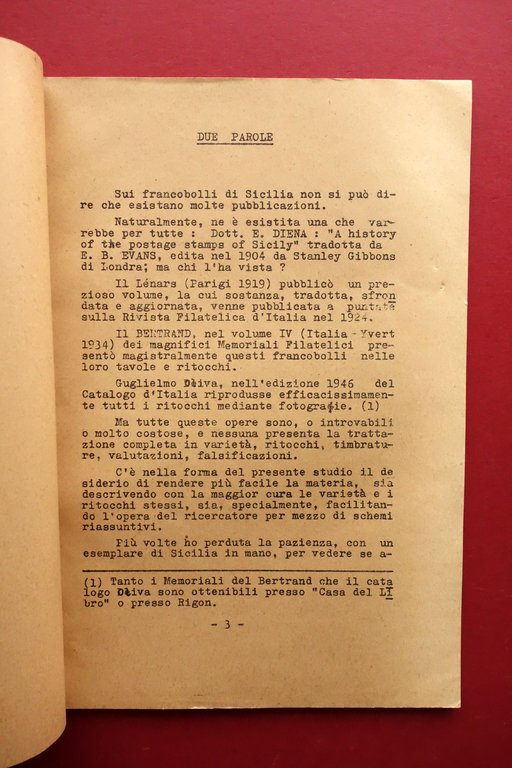 DUE PAROLE
Sui francobolli di Sicilia non si può di-
re che esistano molte pubblicazioni.
Naturalmente, ne è esistita una che var-
rebbe per tutte : Dott. E. DIENA : "A history
of the postage stamps of Sicily" tradotta da
E. B. EVANS, edita nel 1904 da Stanley Gibbons
di Londra; ma chi l'ha vista ?
Il Lénars (Parigi 1919) pubblicò un pre-
zioso volume, la cui sostanza, tradotta, sfron
data e aggiornata, venne pubblicata a puntate
sulla Rivista Filatelica d'Italia nel 1924.
Il BERTRAND, nel volume IV (Italia - Yvert
1934) dei magnifici Memoriali Filatelici pre-
sentò magistralmente questi francobolli nelle
loro tavole e ritocchi.
Guglielmo Oliva, nell'edizione 1946 del
Catalogo d'Italia riprodusse efficacissimamen-
te tutti i ritocchi mediante fotografie. (1)
Ma tutte queste opere sono, o introvabili
o molto costose, e nessuna presenta la tratta-
zione completa in varietà, ritocchi, timbratu-
re, valutazioni, falsificazioni.
C'è nella forma del presente studio il de
siderio di rendere più facile la materia, sia
descrivendo con la maggior cura le varietà e i
ritocchi stessi, sia, specialmente, facilitan-
do l'opera del ricercatore per mezzo di schemi
riassuntivi.
Più volte ho perduta la pazienza, con un
esemplare di Sicilia in mano, per vedere se a-
(1) Tanto i Memoriali del Bertrand che il cata
logo Oliva sono ottenibili presso "Casa del LI
bro" o presso Rigon.
- 3 -